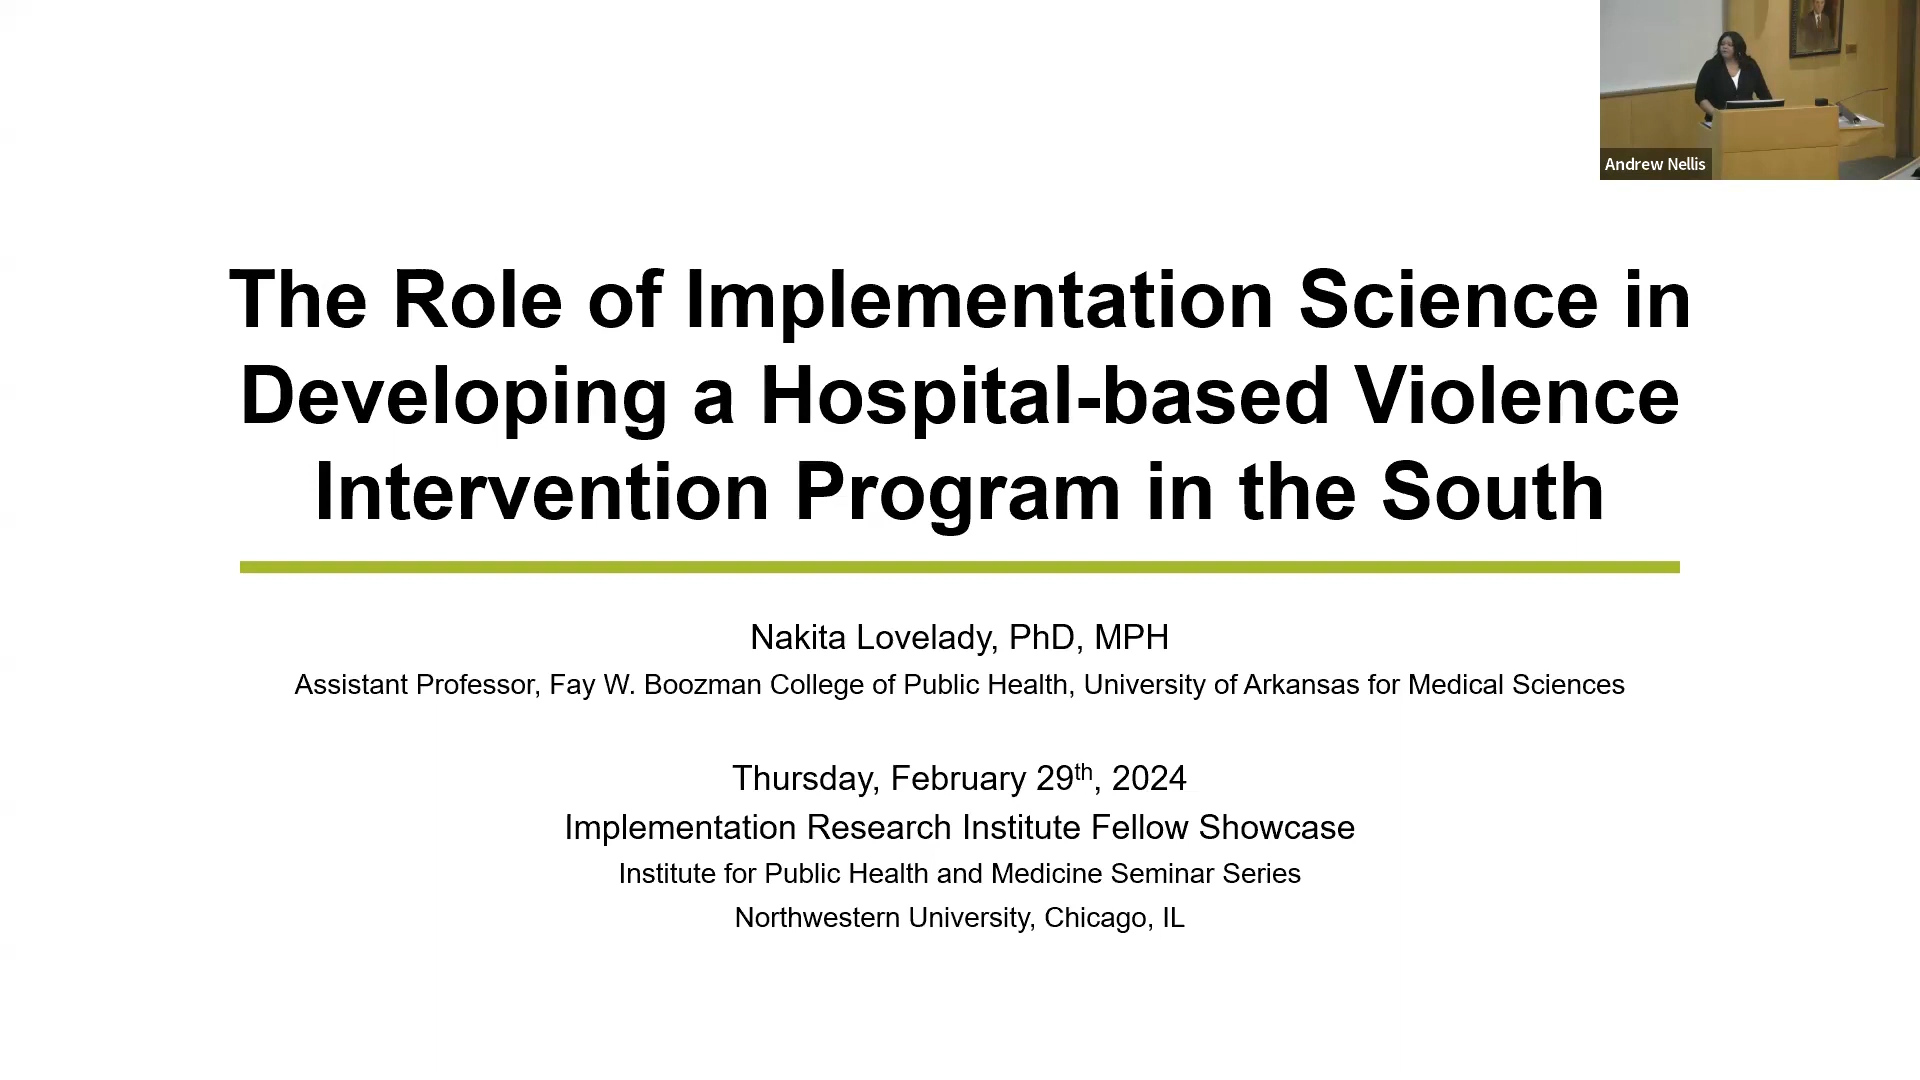 Andrew Nellis
The Role of Implementation Science in
Developing a Hospital-based Violence
Intervention Program in the South
Nakita Lovelady, PhD, MPH
Assistant Professor, Fay W. Boozman College of Public Health, University of Arkansas for Medical Sciences
Thursday, February 29th, 2024
Implementation Research Institute Fellow Showcase
Institute for Public Health and Medicine Seminar Series
Northwestern University, Chicago, IL